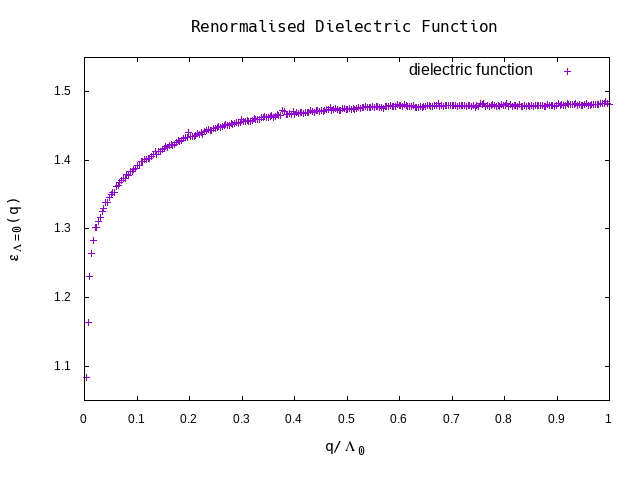 Renormalised Dielectric Function
dielectric function
1.5
1.4
1.3
1.2
1.1
ε_Λ=0(q)
0 0.1 0.2 0.3 0.4 0.5 0.6 0.7 0.8 0.9 1
q/Λ_0